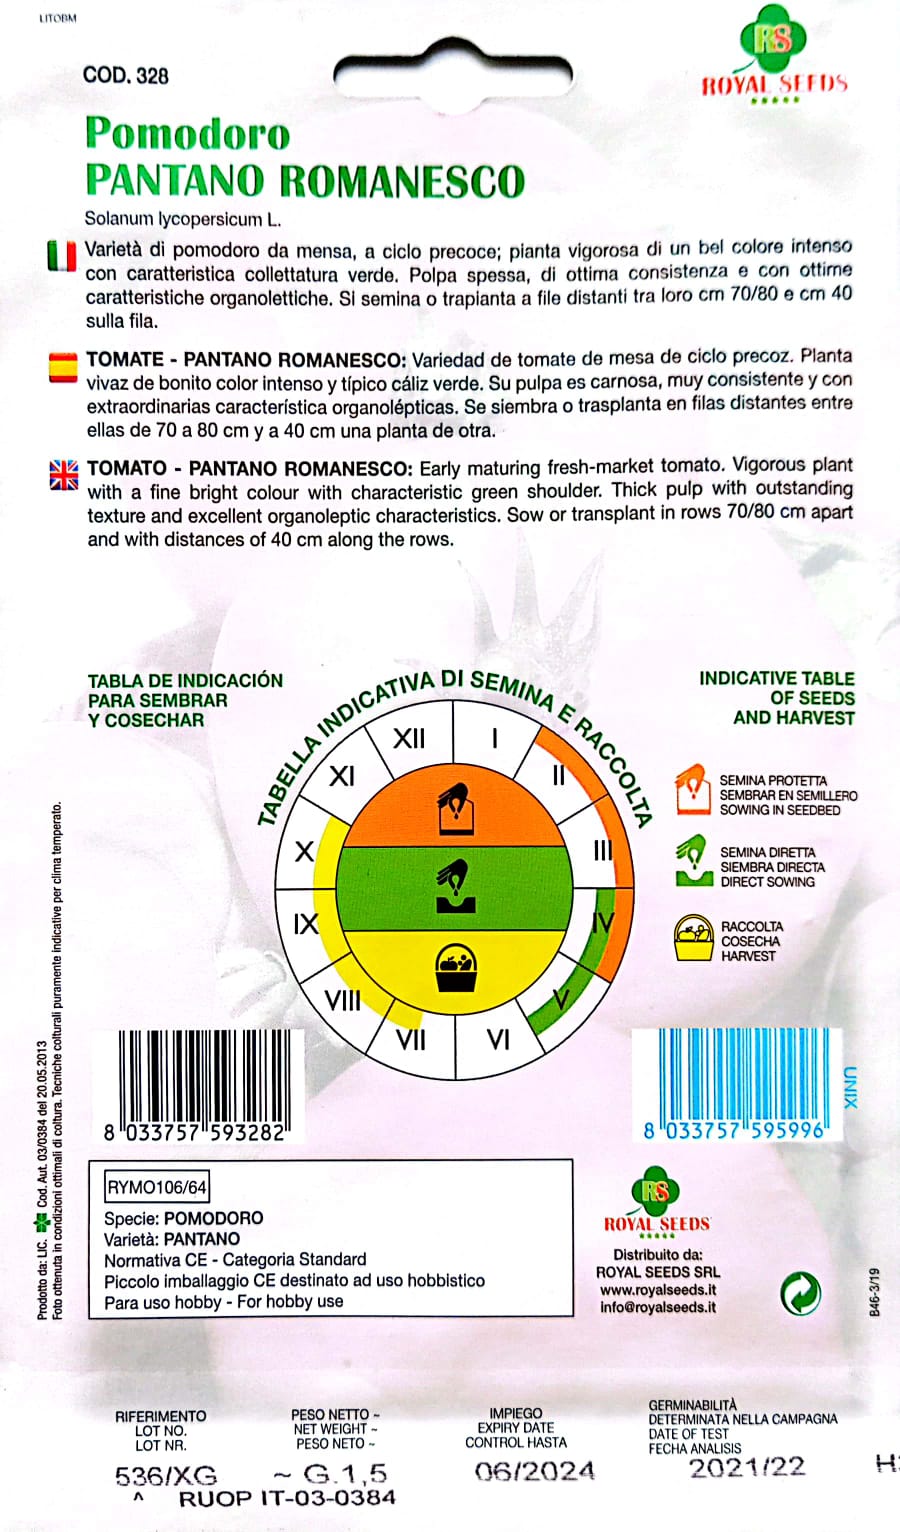 LITOBM
COD. 328
RS
ROYAL SEEDS
Pomodoro
PANTANO ROMANESCO
Solanum lycopersicum L.
Varietà di pomodoro da mensa, a ciclo precoce; pianta vigorosa di un bel colore intenso
con caratteristica collettatura verde. Polpa spessa, di ottima consistenza e con ottime
caratteristiche organolettiche. Si semina o trapianta a file distanti tra loro cm 70/80 e cm 40
sulla fila.
TOMATE - PANTANO ROMANESCO: Variedad de tomate de mesa de ciclo precoz. Planta
vivaz de bonito color intenso y típico cáliz verde. Su pulpa es carnosa, muy consistente y con
extraordinarias característica organolépticas. Se siembra o trasplanta en filas distantes entre
ellas de 70 a 80 cm y a 40 cm una planta de otra.
TOMATO - PANTANO ROMANESCO: Early maturing fresh-market tomato. Vigorous plant
with a fine bright colour with characteristic green shoulder. Thick pulp with outstanding
texture and excellent organoleptic characteristics. Sow or transplant in rows 70/80 cm apart
and with distances of 40 cm along the rows.
TABLA DE INDICACIÓN
PARA SEMBRAR
Y COSECHAR
TABELLA INDICATIVA DI SEMINA E RACCOLTA
INDICATIVE TABLE
OF SEEDS
AND HARVEST
I
II
III
IV
V
VI
VII
VIII
IX
X
XI
XII
SEMINA PROTETTA
SEMBRAR EN SEMILLERO
SOWING IN SEEDBED
SEMINA DIRETTA
SIEMBRA DIRECTA
DIRECT SOWING
RACCOLTA
COSECHA
HARVEST
Prodotto da: LIC. Cod. Aut. 03/0384 del 20.05.2013
Foto ottenuta in condizioni ottimali di coltura. Tecniche colturali puramente indicative per clima temperato.
8 033757 593282
8 033757 595996
UNIX
RYMO106/64
Specie: POMODORO
Varietà: PANTANO
Normativa CE - Categoria Standard
Piccolo imballaggio CE destinato ad uso hobbistico
Para uso hobby - For hobby use
RS
ROYAL SEEDS
Distribuito da:
ROYAL SEEDS SRL
www.royalseeds.it
info@royalseeds.it
B46-3/19
RIFERIMENTO
LOT NO.
LOT NR.
536/XG
PESO NETTO ~
NET WEIGHT ~
PESO NETO ~
~ G.1,5
IMPIEGO
EXPIRY DATE
CONTROL HASTA
06/2024
GERMINABILITÀ
DETERMINATA NELLA CAMPAGNA
DATE OF TEST
FECHA ANALISIS
2021/22
^ RUOP IT-03-0384